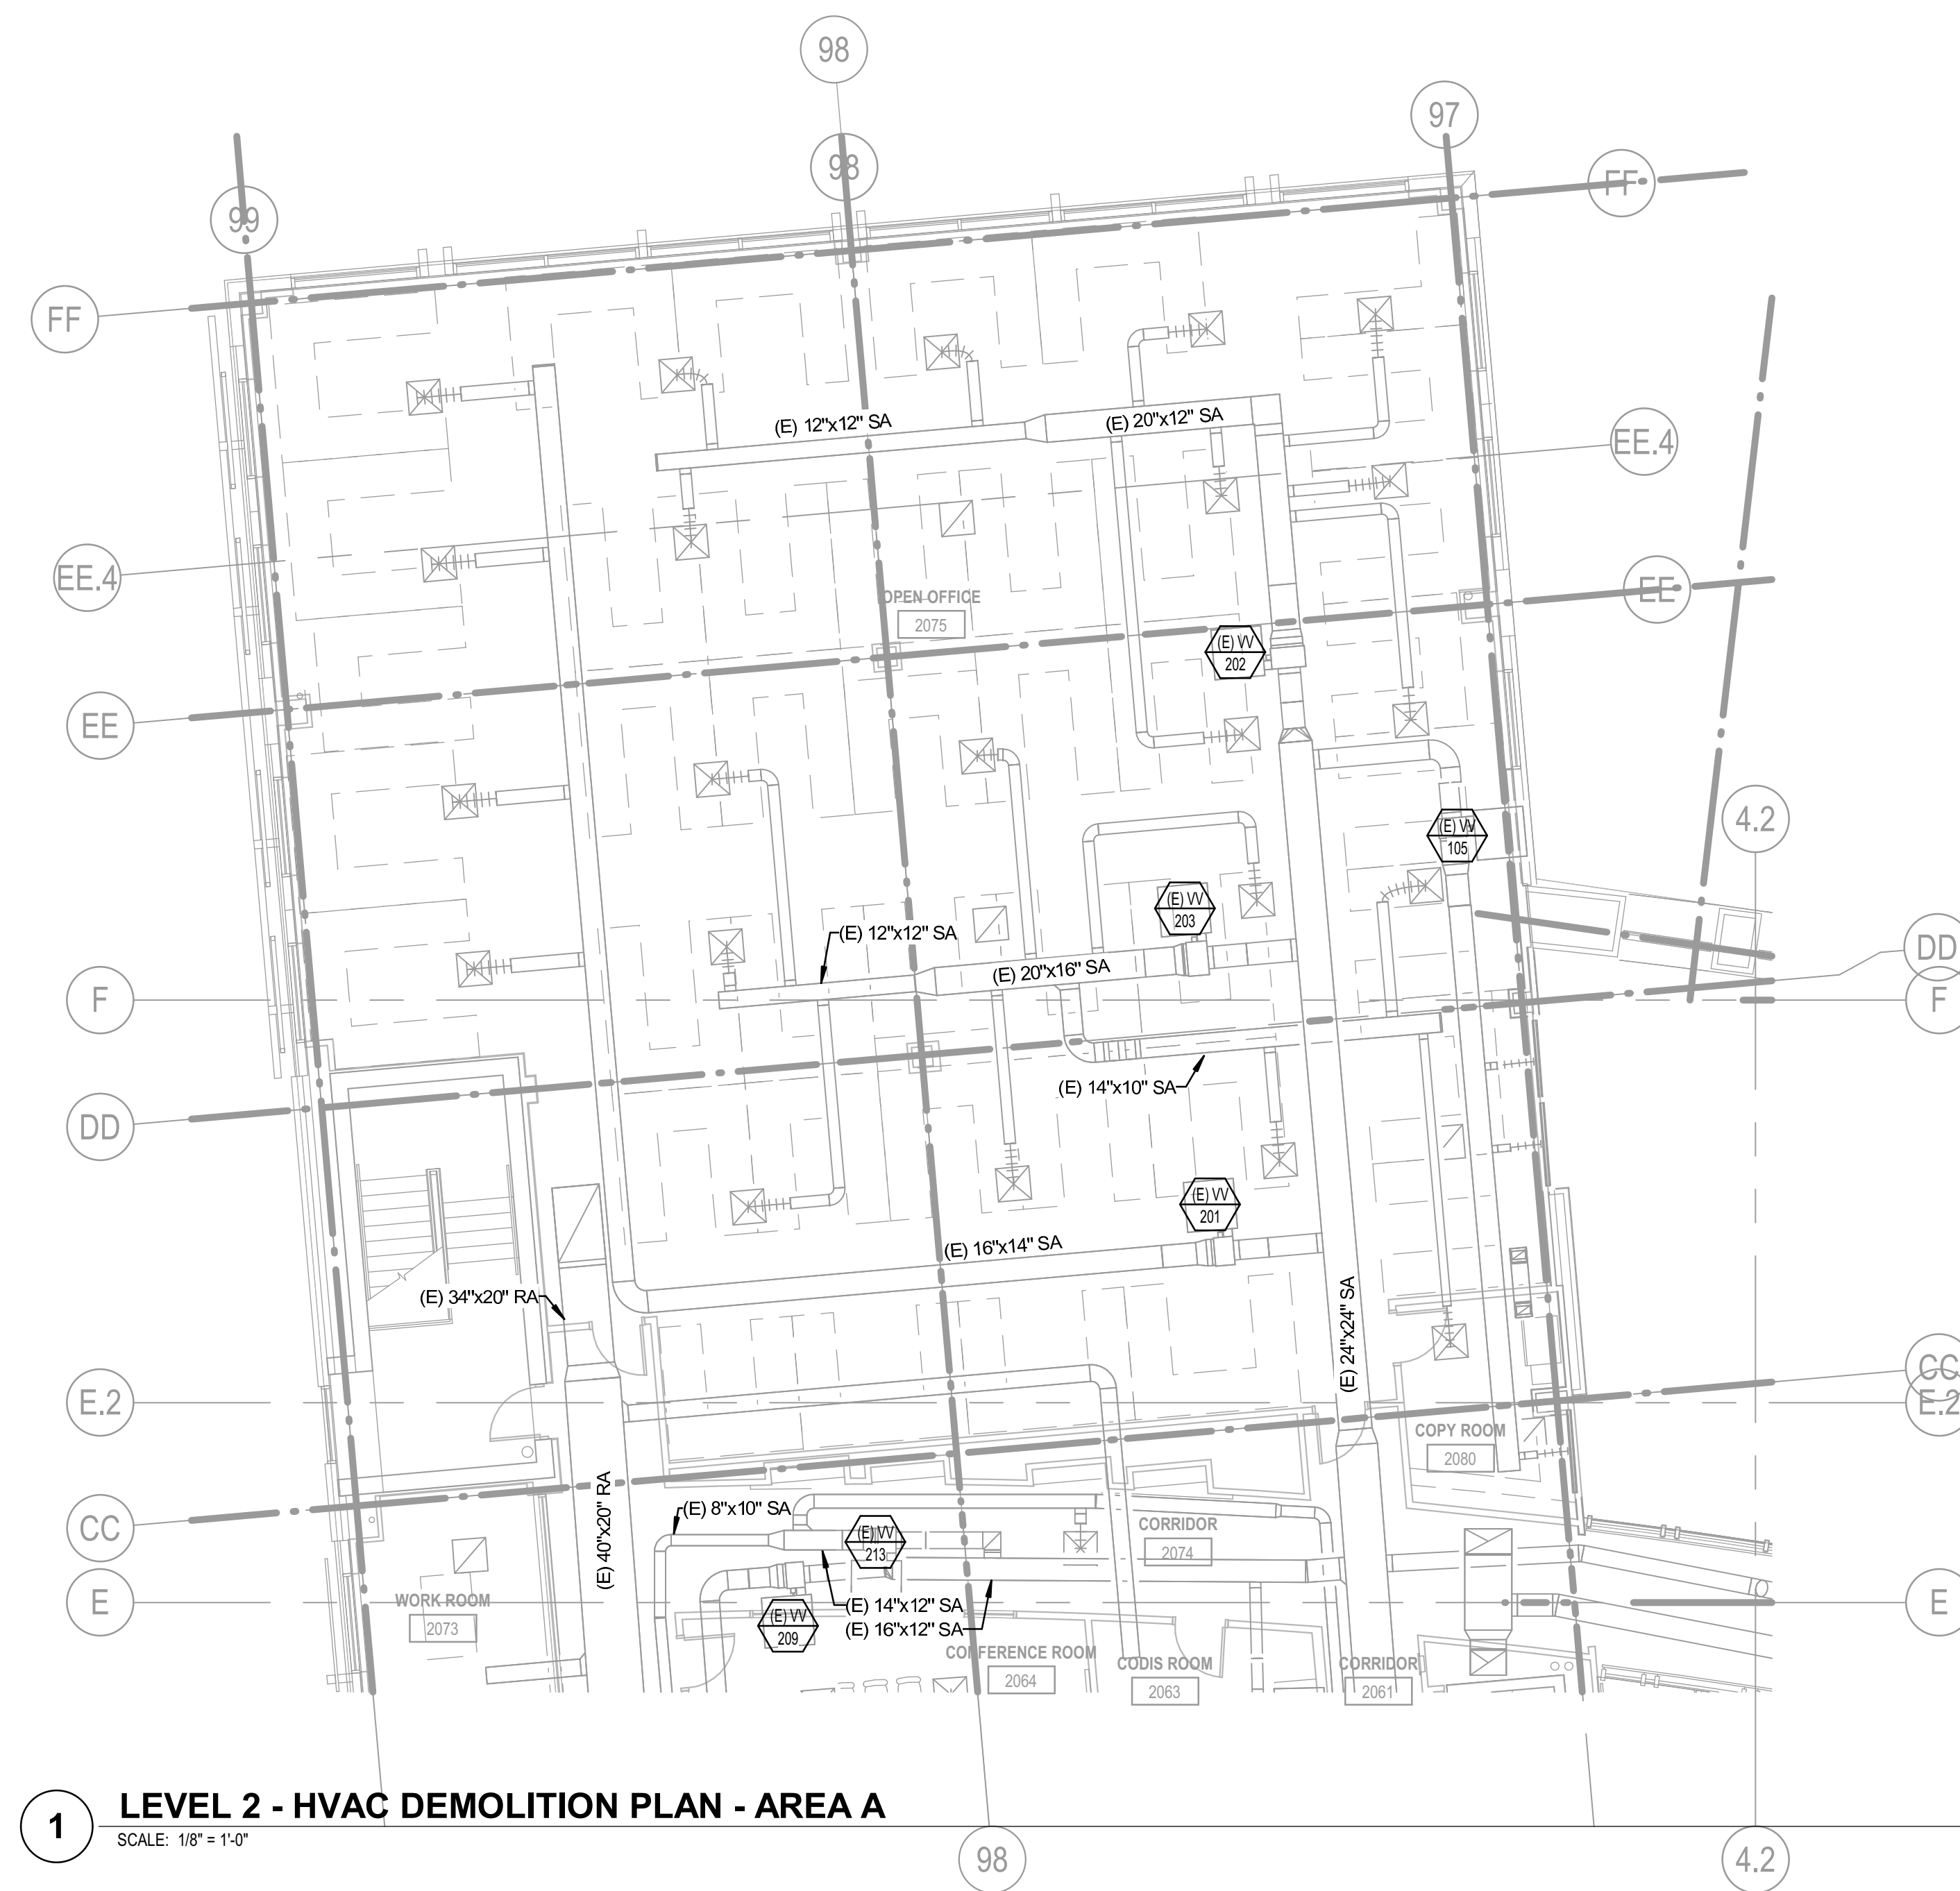 98
97
98
FF
99
FF
(E) 12"x12" SA
(E) 20"x12" SA
EE.4
EE.4
EE
OPEN OFFICE
2075
(E) VV
202
EE
4.2
(E) VV
105
(E) VV
203
(E) 12"x12" SA
DD
(E) 20"x16" SA
F
F
(E) 14"x10" SA
DD
(E) VV
201
(E) 16"x14" SA
(E) 34"x20" RA
(E) 24"x24" SA
CC
E.2
E.2
COPY ROOM
2080
(E) 40"x20" RA
(E) 8"x10" SA
CC
CORRIDOR
2074
(E) VV
213
E
WORK ROOM
2073
(E) 14"x12" SA
(E) 16"x12" SA
E
(E) VV
209
CONFERENCE ROOM
2064
CODIS ROOM
2063
CORRIDOR
2061
1
LEVEL 2 - HVAC DEMOLITION PLAN - AREA A
SCALE: 1/8" = 1'-0"
98
4.2